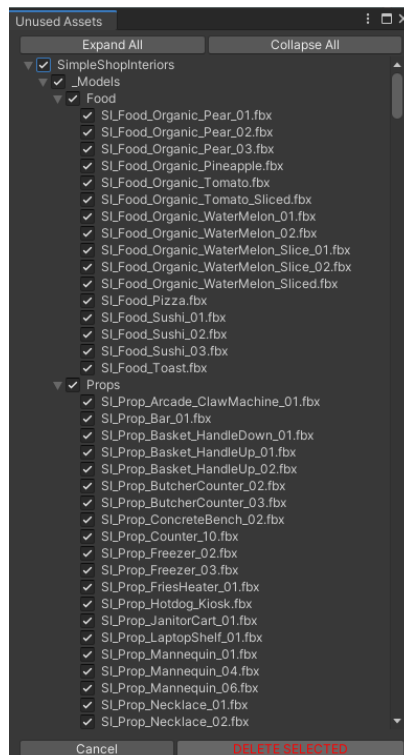 Unused Assets
Expand All Collapse All
SimpleShopInteriors
_Models
Food
SI_Food_Organic_Pear_01.fbx
SI_Food_Organic_Pear_02.fbx
SI_Food_Organic_Pear_03.fbx
SI_Food_Organic_Pineapple.fbx
SI_Food_Organic_Tomato.fbx
SI_Food_Organic_Tomato_Sliced.fbx
SI_Food_Organic_WaterMelon_01.fbx
SI_Food_Organic_WaterMelon_02.fbx
SI_Food_Organic_WaterMelon_Slice_01.fbx
SI_Food_Organic_WaterMelon_Slice_02.fbx
SI_Food_Organic_WaterMelon_Sliced.fbx
SI_Food_Pizza.fbx
SI_Food_Sushi_01.fbx
SI_Food_Sushi_02.fbx
SI_Food_Sushi_03.fbx
SI_Food_Toast.fbx
Props
SI_Prop_Arcade_ClawMachine_01.fbx
SI_Prop_Bar_01.fbx
SI_Prop_Basket_HandleDown_01.fbx
SI_Prop_Basket_HandleUp_01.fbx
SI_Prop_Basket_HandleUp_02.fbx
SI_Prop_ButcherCounter_02.fbx
SI_Prop_ButcherCounter_03.fbx
SI_Prop_ConcreteBench_02.fbx
SI_Prop_Counter_10.fbx
SI_Prop_Freezer_02.fbx
SI_Prop_Freezer_03.fbx
SI_Prop_FriesHeater_01.fbx
SI_Prop_Hotdog_Kiosk.fbx
SI_Prop_JanitorCart_01.fbx
SI_Prop_LaptopShelf_01.fbx
SI_Prop_Mannequin_01.fbx
SI_Prop_Mannequin_04.fbx
SI_Prop_Mannequin_06.fbx
SI_Prop_Necklace_01.fbx
SI_Prop_Necklace_02.fbx
Cancel DELETE SELECTED